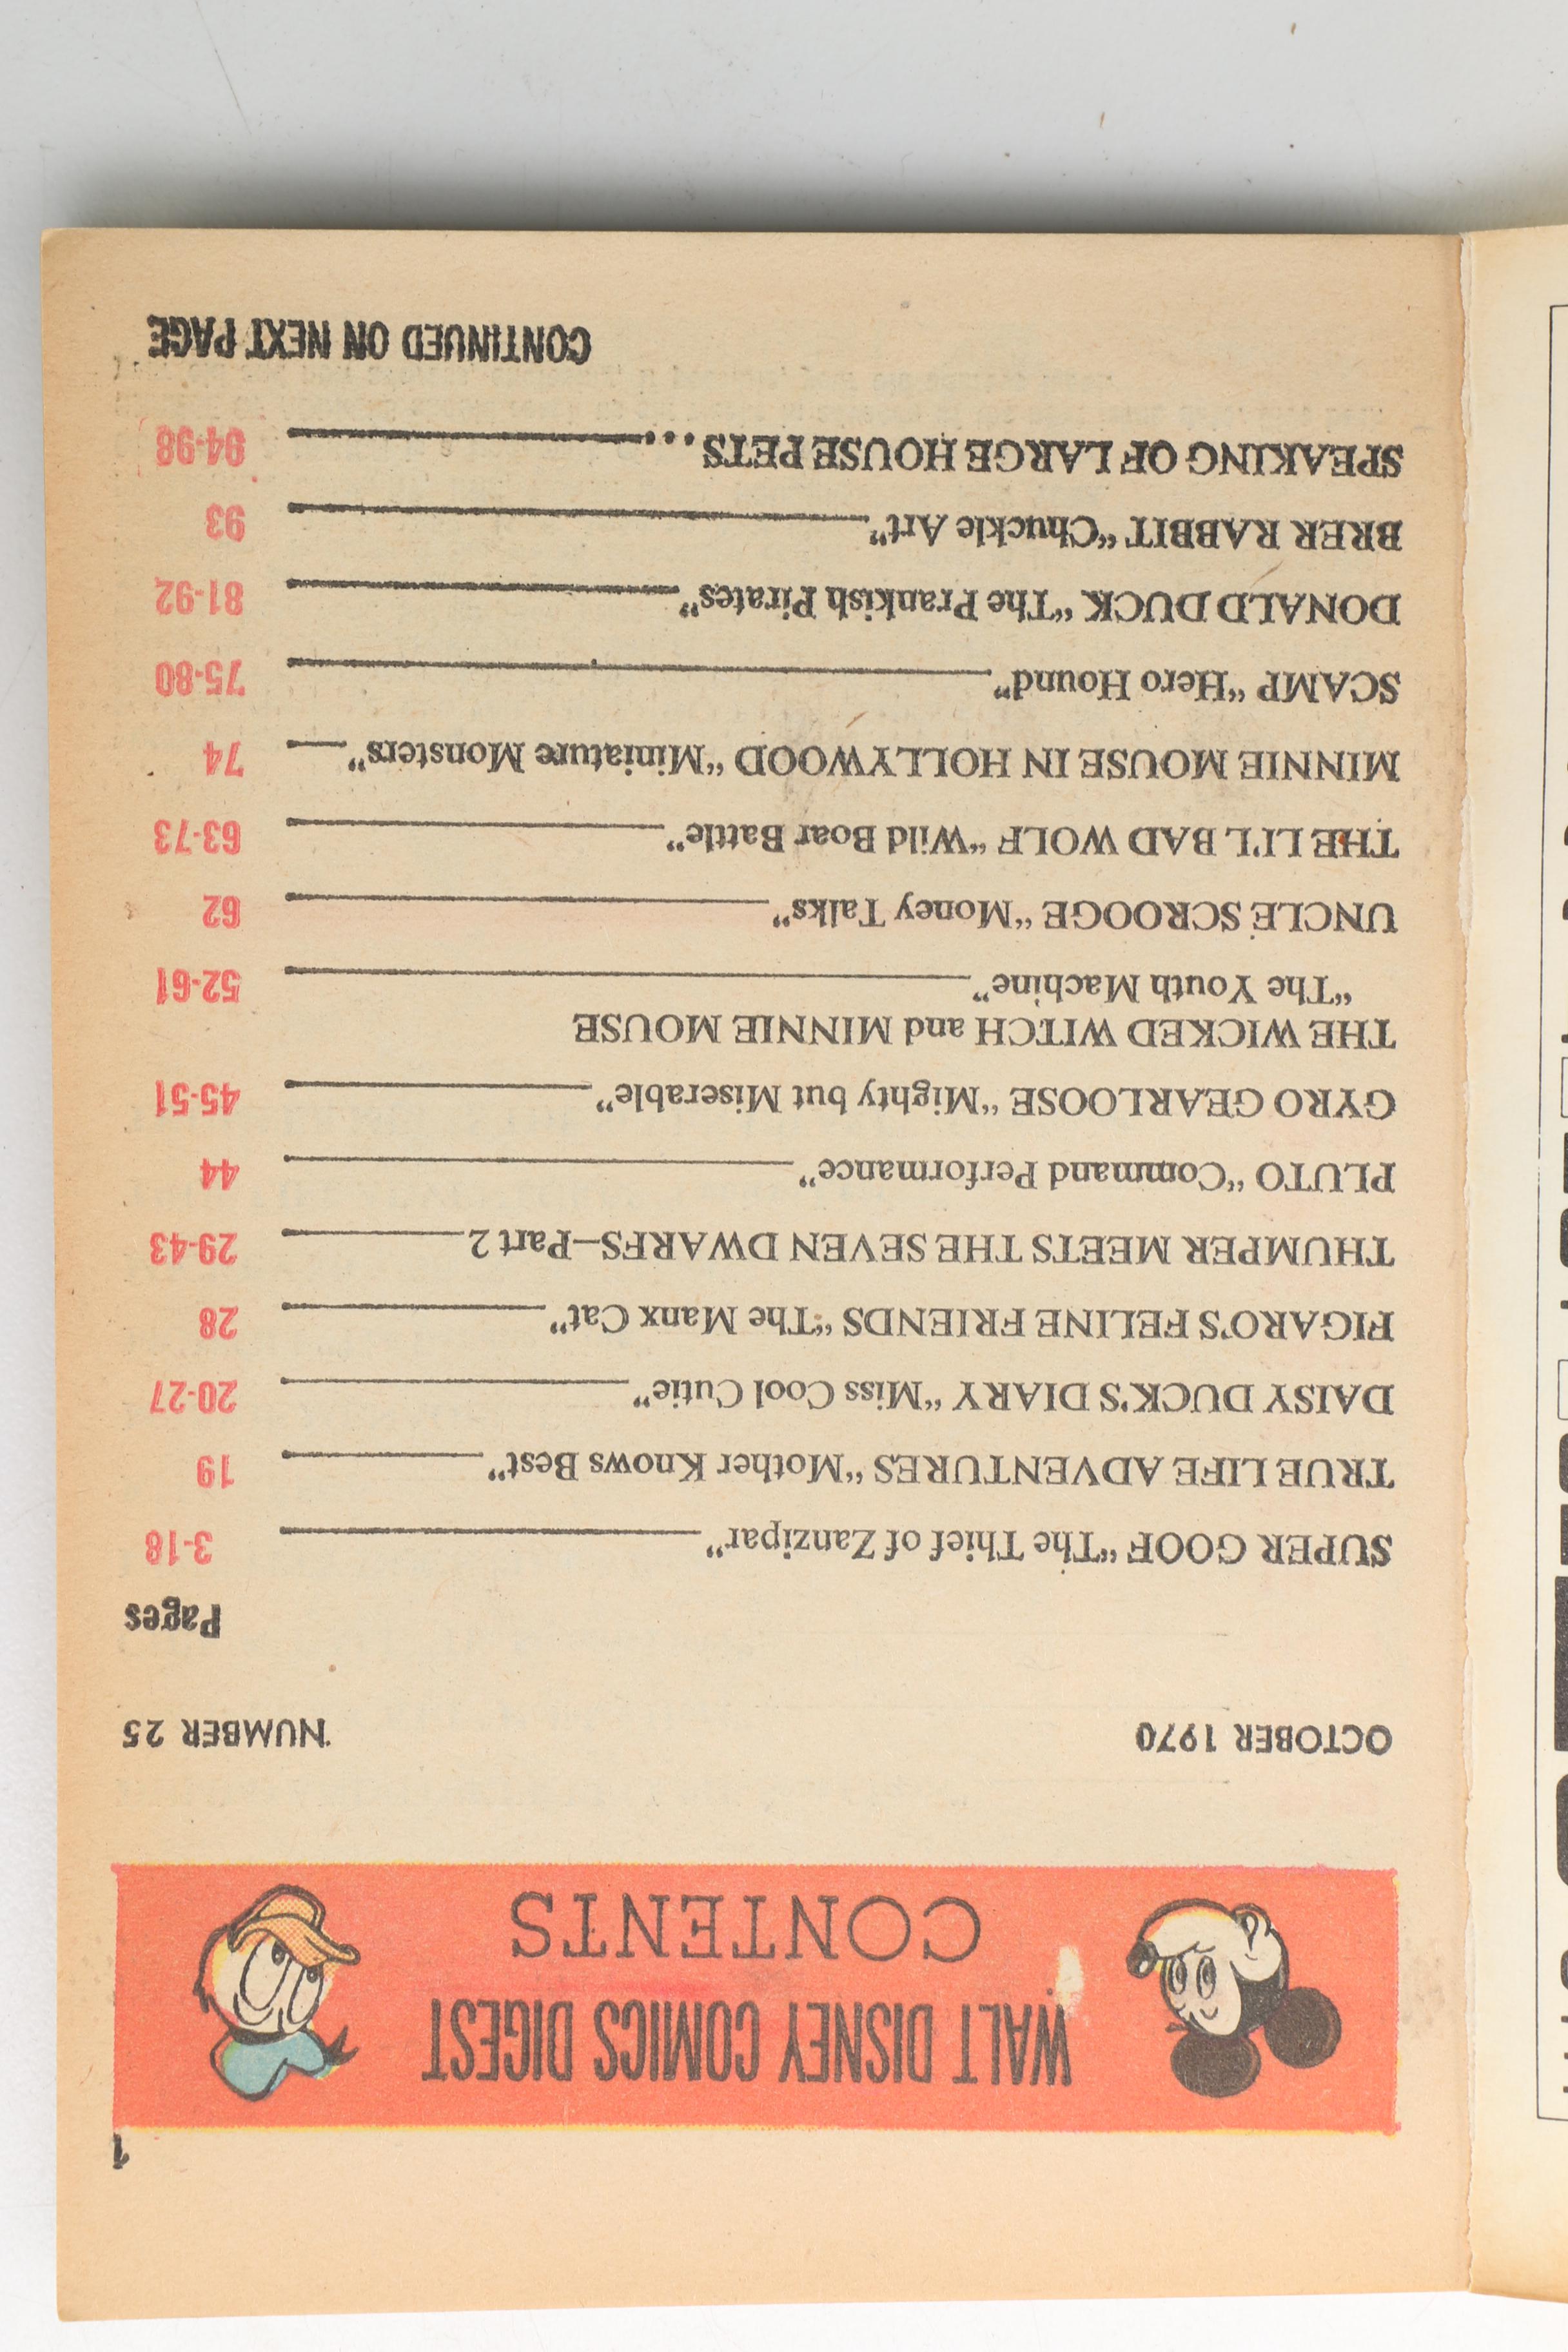 1
WALT DISNEY COMICS DIGEST
CONTENTS
OCTOBER 1970 NUMBER 25
Pages
SUPER GOOF “The Thief of Zanzipar” 3-18
TRUE LIFE ADVENTURES “Mother Knows Best” 19
DAISY DUCK'S DIARY “Miss Cool Cutie” 20-27
FIGARO'S FELINE FRIENDS “The Manx Cat” 28
THUMPER MEETS THE SEVEN DWARFS—Part 2 29-43
PLUTO “Command Performance” 44
GYRO GEARLOOSE “Mighty but Miserable” 45-51
THE WICKED WITCH and MINNIE MOUSE
“The Youth Machine” 52-61
UNCLE SCROOGE “Money Talks” 62
THE LI'L BAD WOLF “Wild Boar Battle” 63-73
MINNIE MOUSE IN HOLLYWOOD “Miniature Monsters” 74
SCAMP “Hero Hound” 75-80
DONALD DUCK “The Prankish Pirates” 81-92
BRER RABBIT “Chuckle Art” 93
SPEAKING OF LARGE HOUSE PETS... 94-98
CONTINUED ON NEXT PAGE